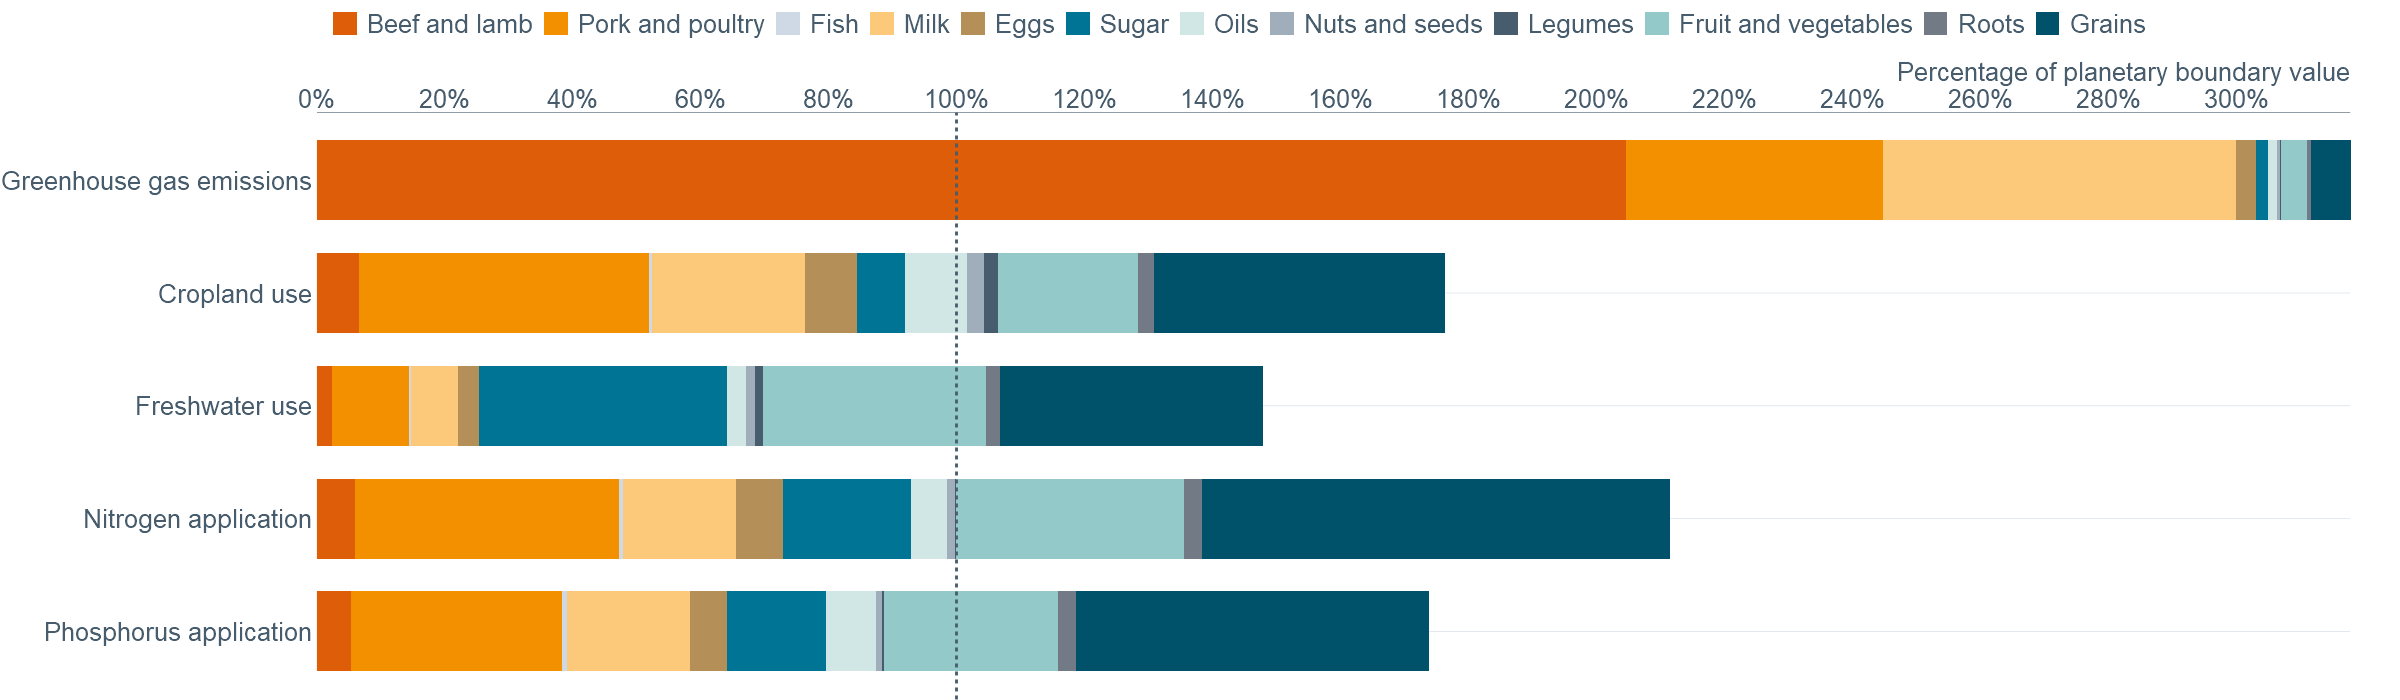 Beef and lamb Pork and poultry Fish Milk Eggs Sugar Oils Nuts and seeds Legumes Fruit and vegetables Roots Grains
Percentage of planetary boundary value
0% 20% 40% 60% 80% 100% 120% 140% 160% 180% 200% 220% 240% 260% 280% 300%
Greenhouse gas emissions
Cropland use
Freshwater use
Nitrogen application
Phosphorus application